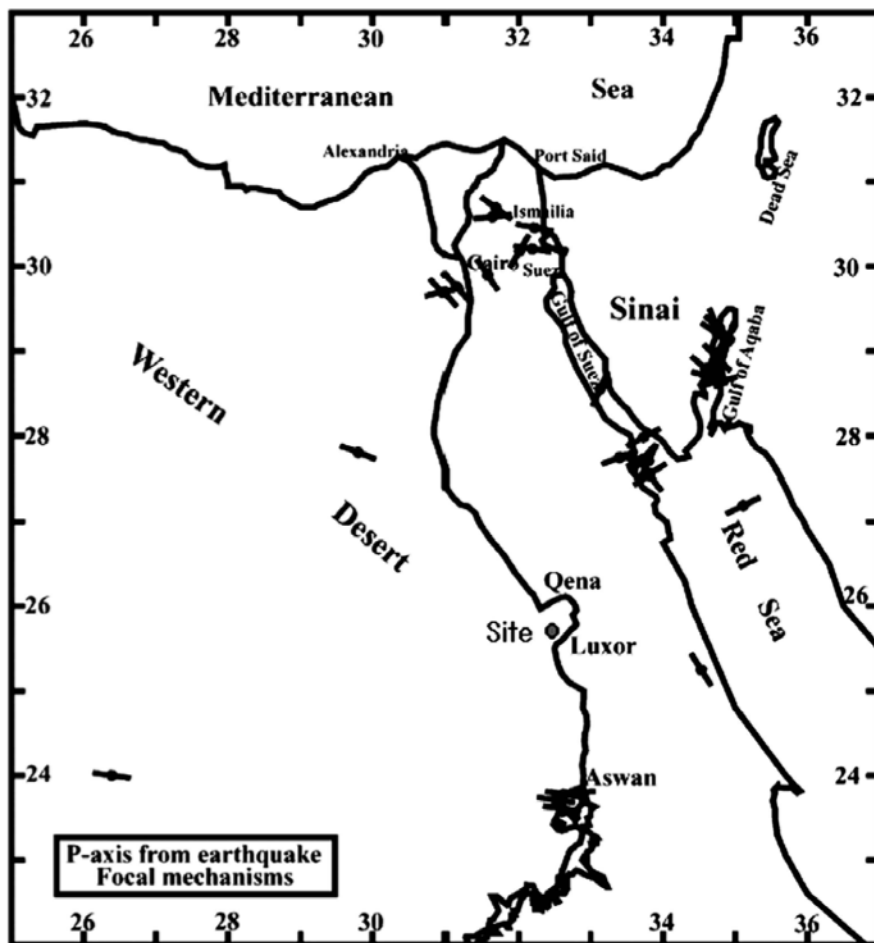 26 30 32 34 36
32 Mediterranean Sea 32
Alexandria Port Said
Dead Sea
Ismailia
30 Cairo Suez 30
Sinai
Gulf of Suez
Gulf of Aqaba
Western
28 28
Desert
Red
Sea
26 Qena 26
Site
Luxor
24 Aswan 24
P-axis from earthquake
Focal mechanisms
26 28 30 34 36